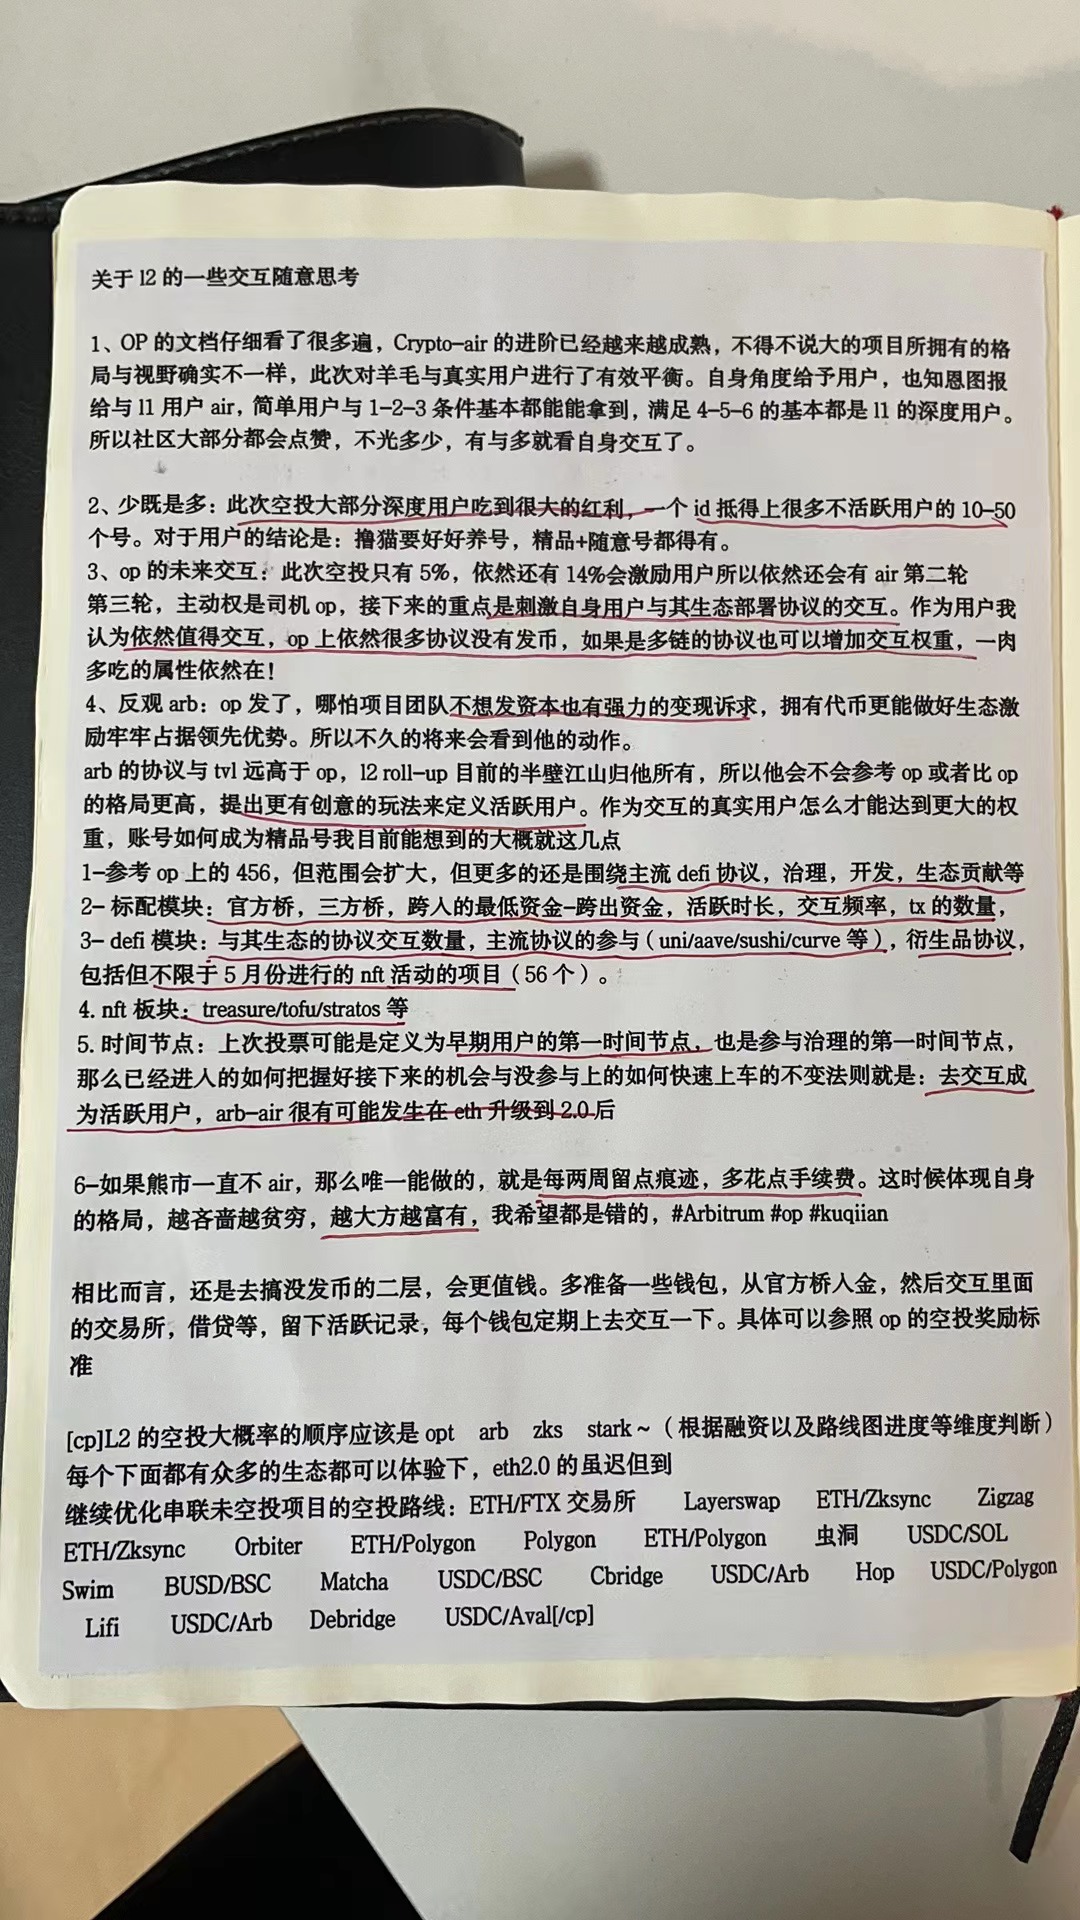 关于 l2 的一些交互随意思考
1、OP 的文档仔细看了很多遍，Crypto-air 的进阶已经越来越成熟，不得不说大的项目所拥有的格
局与视野确实不一样，此次对羊毛与真实用户进行了有效平衡。自身角度给予用户，也知恩图报
给与 l1 用户 air，简单用户与 1-2-3 条件基本都能能拿到，满足 4-5-6 的基本都是 l1 的深度用户。
所以社区大部分都会点赞，不光多少，有与多就看自身交互了。
2、少既是多：此次空投大部分深度用户吃到很大的红利，一个 id 抵得上很多不活跃用户的 10-50
个号。对于用户的结论是：撸猫要好好养号，精品+随意号都得有。
3、op 的未来交互：此次空投只有 5%，依然还有 14%会激励用户所以依然还会有 air 第二轮
第三轮，主动权是司机 op，接下来的重点是刺激自身用户与其生态部署协议的交互。作为用户我
认为依然值得交互，op 上依然很多协议没有发币，如果是多链的协议也可以增加交互权重，一肉
多吃的属性依然在！
4、反观 arb：op 发了，哪怕项目团队不想发资本也有强力的变现诉求，拥有代币更能做好生态激
励牢牢占据领先优势。所以不久的将来会看到他的动作。
arb 的协议与 tvl 远高于 op，l2 roll-up 目前的半壁江山归他所有，所以他会不会参考 op 或者比 op
的格局更高，提出更有创意的玩法来定义活跃用户。作为交互的真实用户怎么才能达到更大的权
重，账号如何成为精品号我目前能想到的大概就这几点
1-参考 op 上的 456，但范围会扩大，但更多的还是围绕主流 defi 协议，治理，开发，生态贡献等
2- 标配模块：官方桥，三方桥，跨入的最低资金-跨出资金，活跃时长，交互频率，tx 的数量，
3- defi 模块：与其生态的协议交互数量，主流协议的参与（uni/aave/sushi/curve 等），衍生品协议，
包括但不限于 5 月份进行的 nft 活动的项目（56 个）。
4. nft 板块：treasure/tofu/stratos 等
5. 时间节点：上次投票可能是定义为早期用户的第一时间节点，也是参与治理的第一时间节点，
那么已经进入的如何把握好接下来的机会与没参与上的如何快速上车的不变法则就是：去交互成
为活跃用户，arb-air 很有可能发生在 eth 升级到 2.0 后
6-如果熊市一直不 air，那么唯一能做的，就是每两周留点痕迹，多花点手续费。这时候体现自身
的格局，越吝啬越贫穷，越大方越富有，我希望都是错的，#Arbitrum #op #kuqiian
相比而言，还是去搞没发币的二层，会更值钱。多准备一些钱包，从官方桥入金，然后交互里面
的交易所，借贷等，留下活跃记录，每个钱包定期上去交互一下。具体可以参照 op 的空投奖励标
准
[cp]L2 的空投大概率的顺序应该是 opt arb zks stark ~（根据融资以及路线图进度等维度判断）
每个下面都有众多的生态都可以体验下，eth2.0 的虽迟但到
继续优化串联未空投项目的空投路线：ETH/FTX 交易所 Layerswap ETH/Zksync Zigzag
ETH/Zksync Orbiter ETH/Polygon Polygon ETH/Polygon 虫洞 USDC/SOL
Swim BUSD/BSC Matcha USDC/BSC Cbridge USDC/Arb Hop USDC/Polygon
Lifi USDC/Arb Debridge USDC/Aval[/cp]